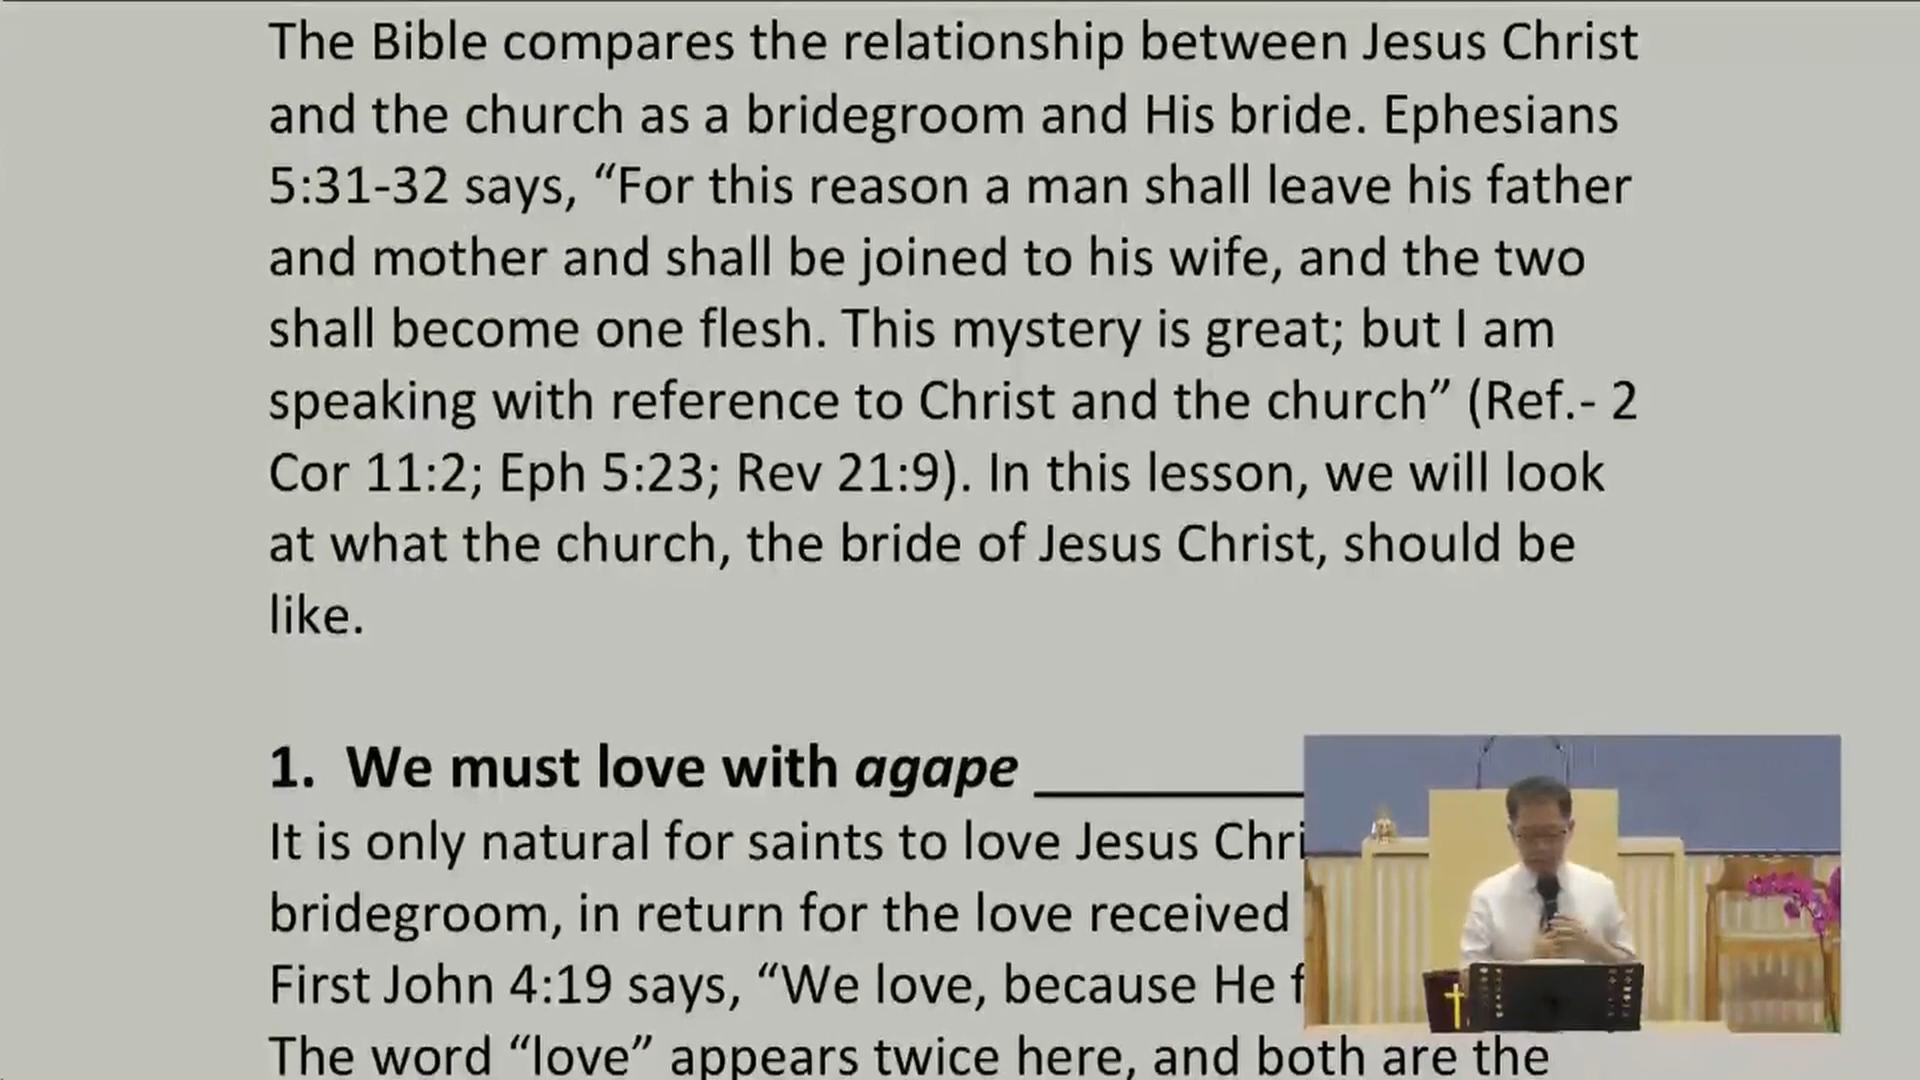 The Bible compares the relationship between Jesus Christ
and the church as a bridegroom and His bride. Ephesians
5:31-32 says, “For this reason a man shall leave his father
and mother and shall be joined to his wife, and the two
shall become one flesh. This mystery is great; but I am
speaking with reference to Christ and the church” (Ref.- 2
Cor 11:2; Eph 5:23; Rev 21:9). In this lesson, we will look
at what the church, the bride of Jesus Christ, should be
like.
1. We must love with agape __________
It is only natural for saints to love Jesus Chri
bridegroom, in return for the love received
First John 4:19 says, “We love, because He f
The word “love” appears twice here, and both are the